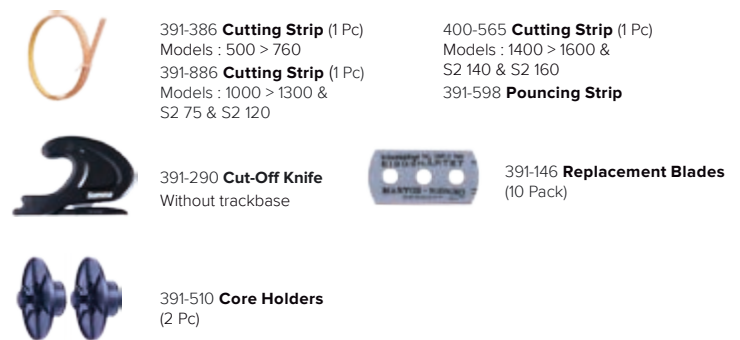 391-386 Cutting Strip (1 Pc)
Models : 500 > 760
391-886 Cutting Strip (1 Pc)
Models : 1000 > 1300 &
S2 75 & S2 120
400-565 Cutting Strip (1 Pc)
Models : 1400 > 1600 &
S2 140 & S2 160
391-598 Pouncing Strip
391-290 Cut-Off Knife
Without trackbase
391-146 Replacement Blades
(10 Pack)
391-510 Core Holders
(2 Pc)